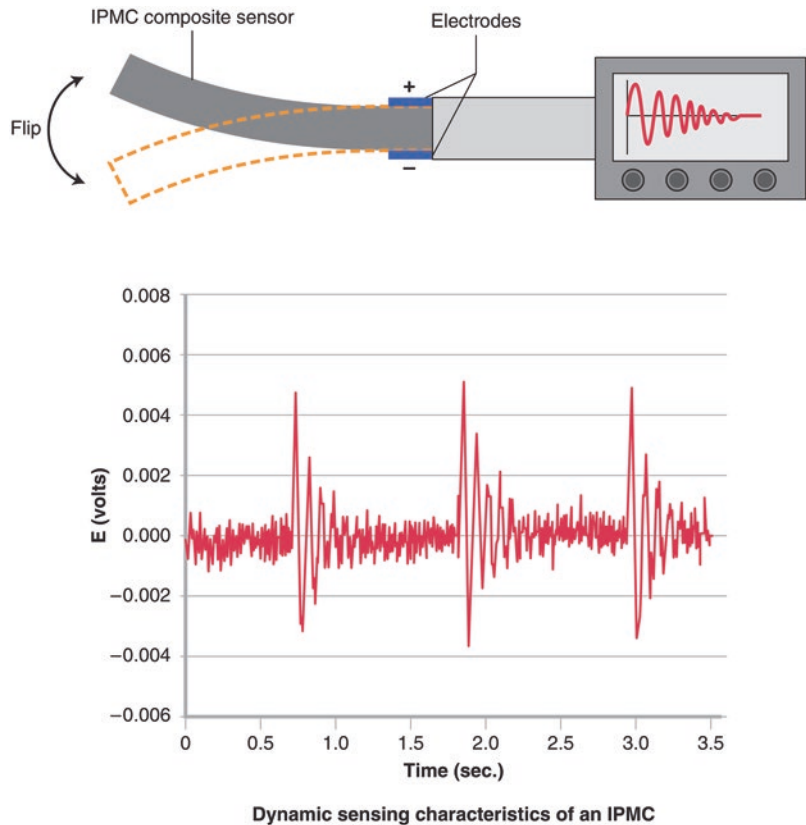 IPMC composite sensor
Electrodes
Flip
+
−
0.008
0.006
0.004
0.002
0.000
−0.002
−0.004
−0.006
E (volts)
0 0.5 1.0 1.5 2.0 2.5 3.0 3.5
Time (sec.)
Dynamic sensing characteristics of an IPMC